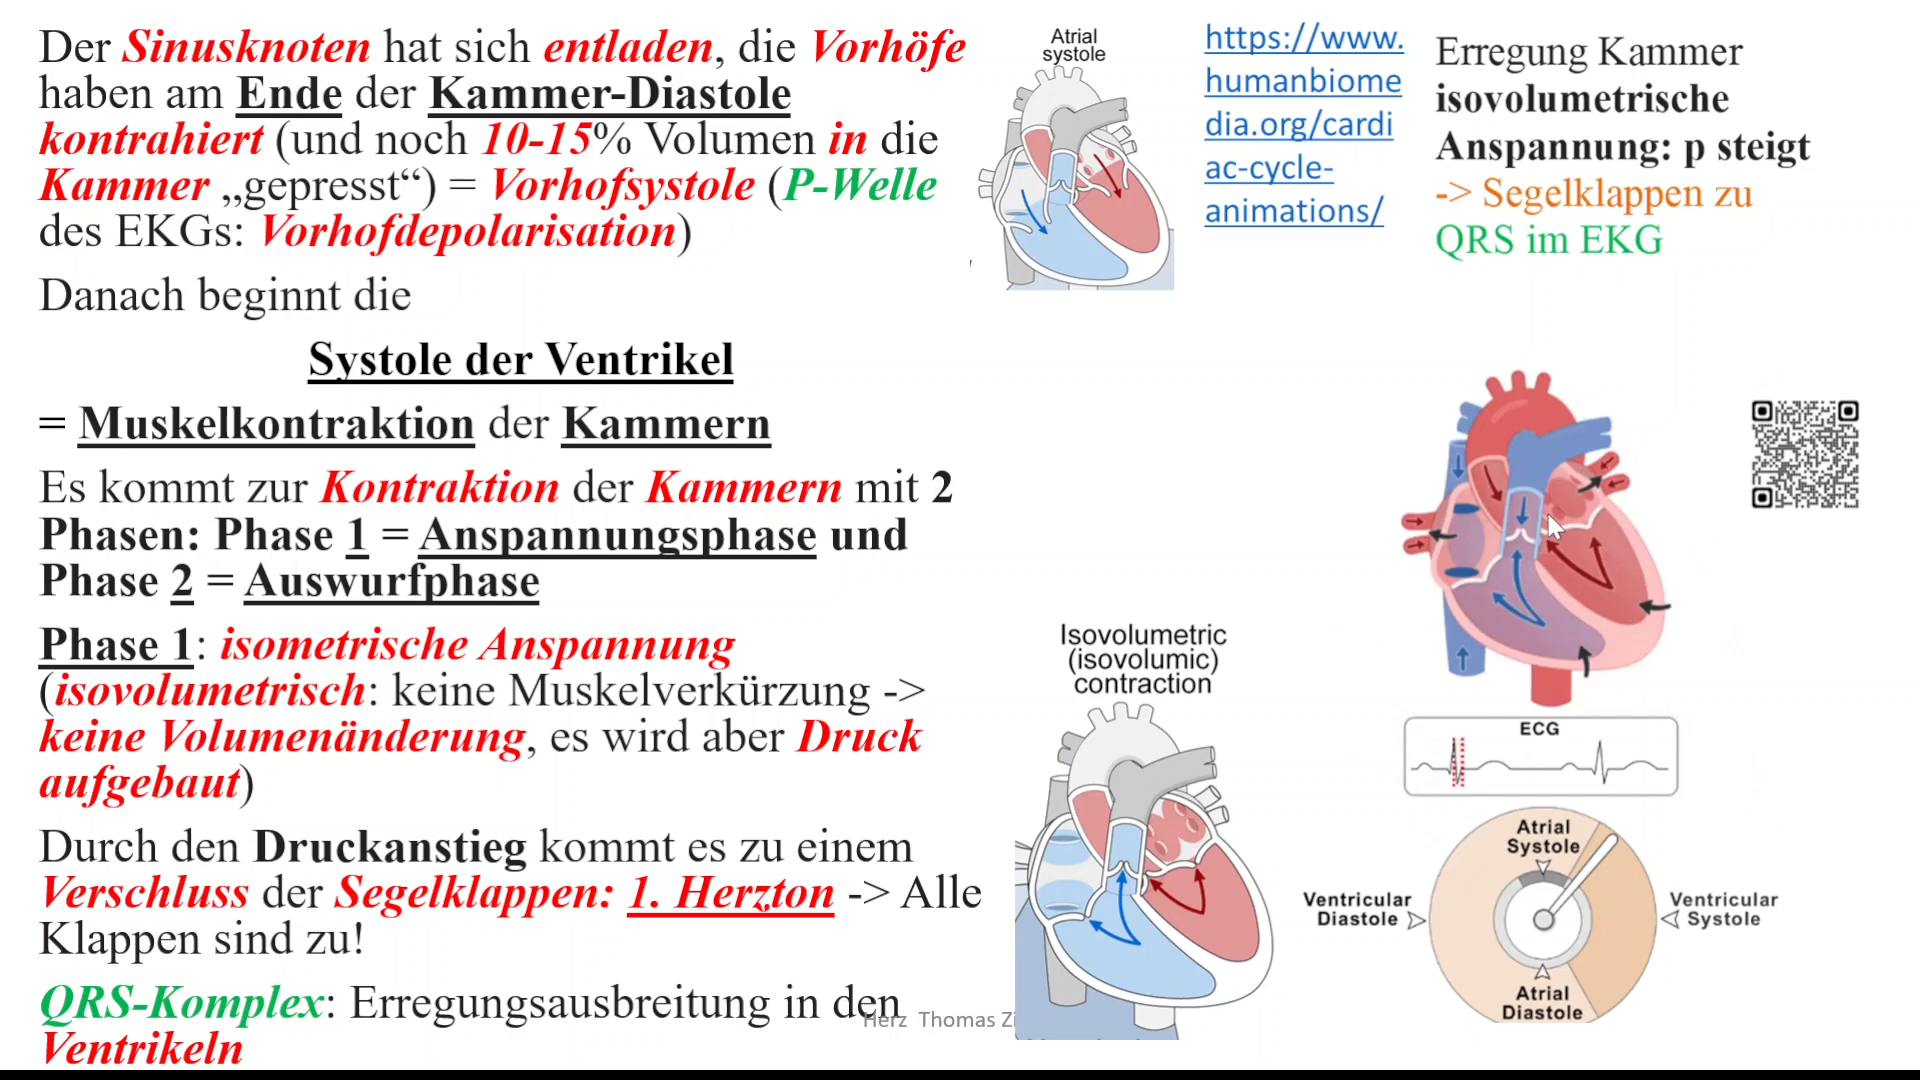 Der Sinusknoten hat sich entladen, die Vorhöfe
haben am Ende der Kammer-Diastole
kontrahiert (und noch 10-15% Volumen in die
Kammer „gepresst“) = Vorhofsystole (P-Welle
des EKGs: Vorhofdepolarisation)
Danach beginnt die
Systole der Ventrikel
= Muskelkontraktion der Kammern
Es kommt zur Kontraktion der Kammern mit 2
Phasen: Phase 1 = Anspannungsphase und
Phase 2 = Auswurfphase
Phase 1: isometrische Anspannung
(isovolumetrisch: keine Muskelverkürzung ->
keine Volumenänderung, es wird aber Druck
aufgebaut)
Durch den Druckanstieg kommt es zu einem
Verschluss der Segelklappen: 1. Herzton -> Alle
Klappen sind zu!
QRS-Komplex: Erregungsausbreitung in den
Ventrikeln
Herz Thomas Zi
Atrial
systole
https://www.
humanbiome
dia.org/cardi
ac-cycle-
animations/
Erregung Kammer
isovolumetrische
Anspannung: p steigt
-> Segelklappen zu
QRS im EKG
Isovolumetric
(isovolumic)
contraction
ECG
Atrial
Systole
Ventricular
Diastole
Ventricular
Systole
Atrial
Diastole